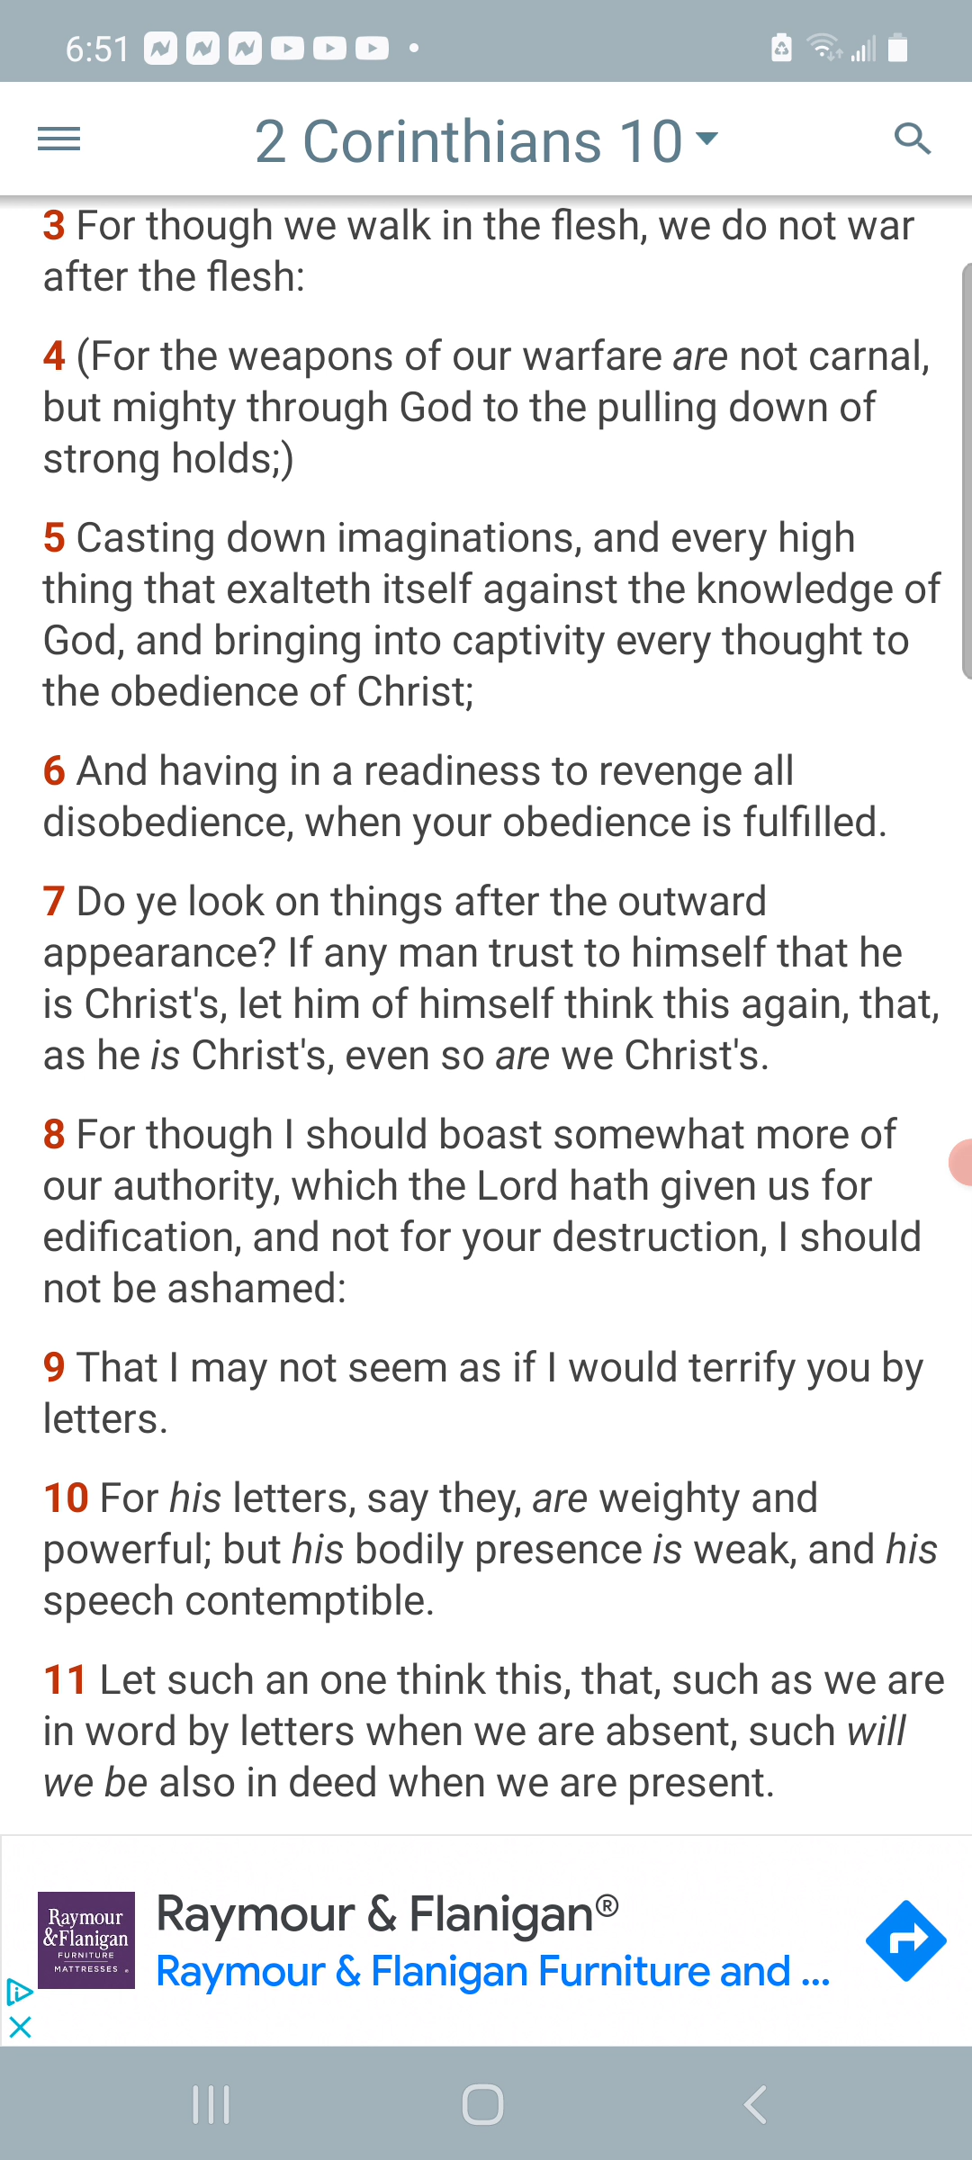 6:51
2 Corinthians 10
3 For though we walk in the flesh, we do not war
after the flesh:
4 (For the weapons of our warfare are not carnal,
but mighty through God to the pulling down of
strong holds;)
5 Casting down imaginations, and every high
thing that exalteth itself against the knowledge of
God, and bringing into captivity every thought to
the obedience of Christ;
6 And having in a readiness to revenge all
disobedience, when your obedience is fulfilled.
7 Do ye look on things after the outward
appearance? If any man trust to himself that he
is Christ's, let him of himself think this again, that,
as he is Christ's, even so are we Christ's.
8 For though I should boast somewhat more of
our authority, which the Lord hath given us for
edification, and not for your destruction, I should
not be ashamed:
9 That I may not seem as if I would terrify you by
letters.
10 For his letters, say they, are weighty and
powerful; but his bodily presence is weak, and his
speech contemptible.
11 Let such an one think this, that, such as we are
in word by letters when we are absent, such will
we be also in deed when we are present.
Raymour
&Flanigan
FURNITURE
MATTRESSES
Raymour & Flanigan®
Raymour & Flanigan Furniture and ...